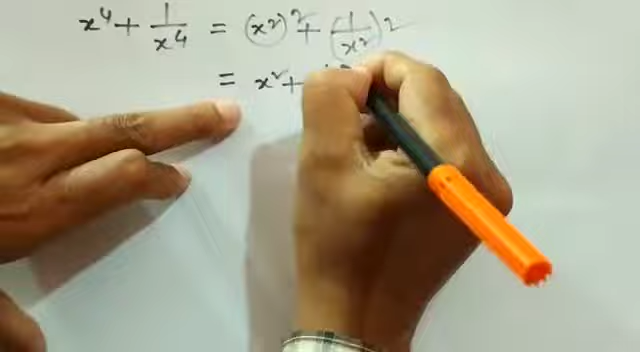 x⁴ + 1/x⁴ = (x²)² + (1/x²)²
= x² +